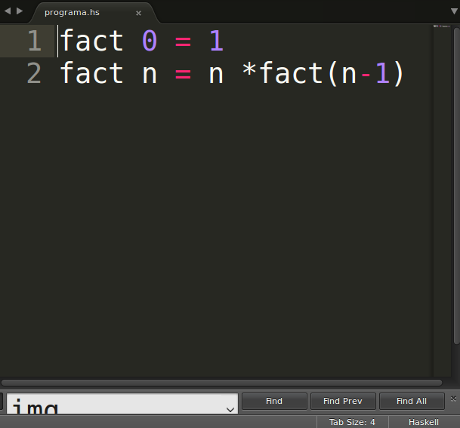 programa.hs
1 fact 0 = 1
2 fact n = n *fact(n-1)
img
Find
Find Prev
Find All
Tab Size: 4
Haskell